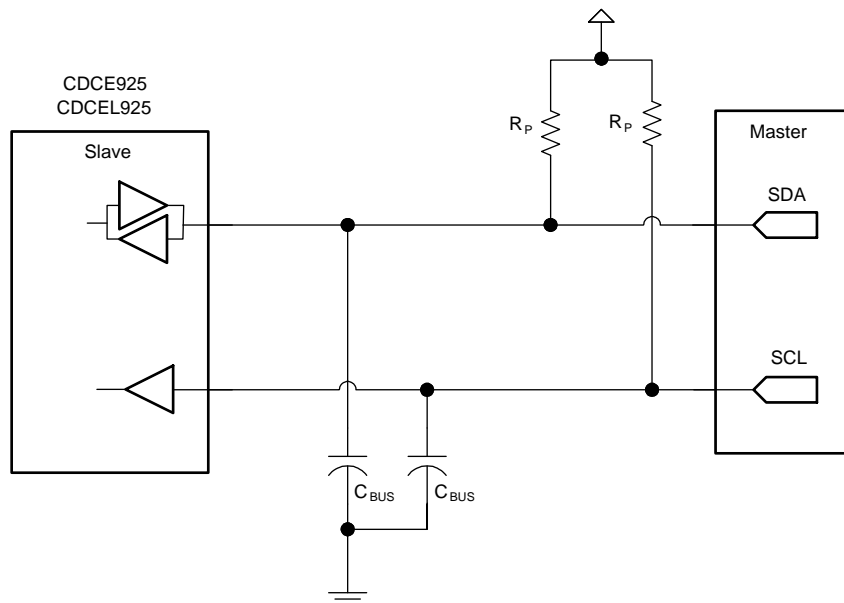 CDCE925
CDCEL925
Slave
R_P
R_P
Master
SDA
SCL
C_BUS
C_BUS